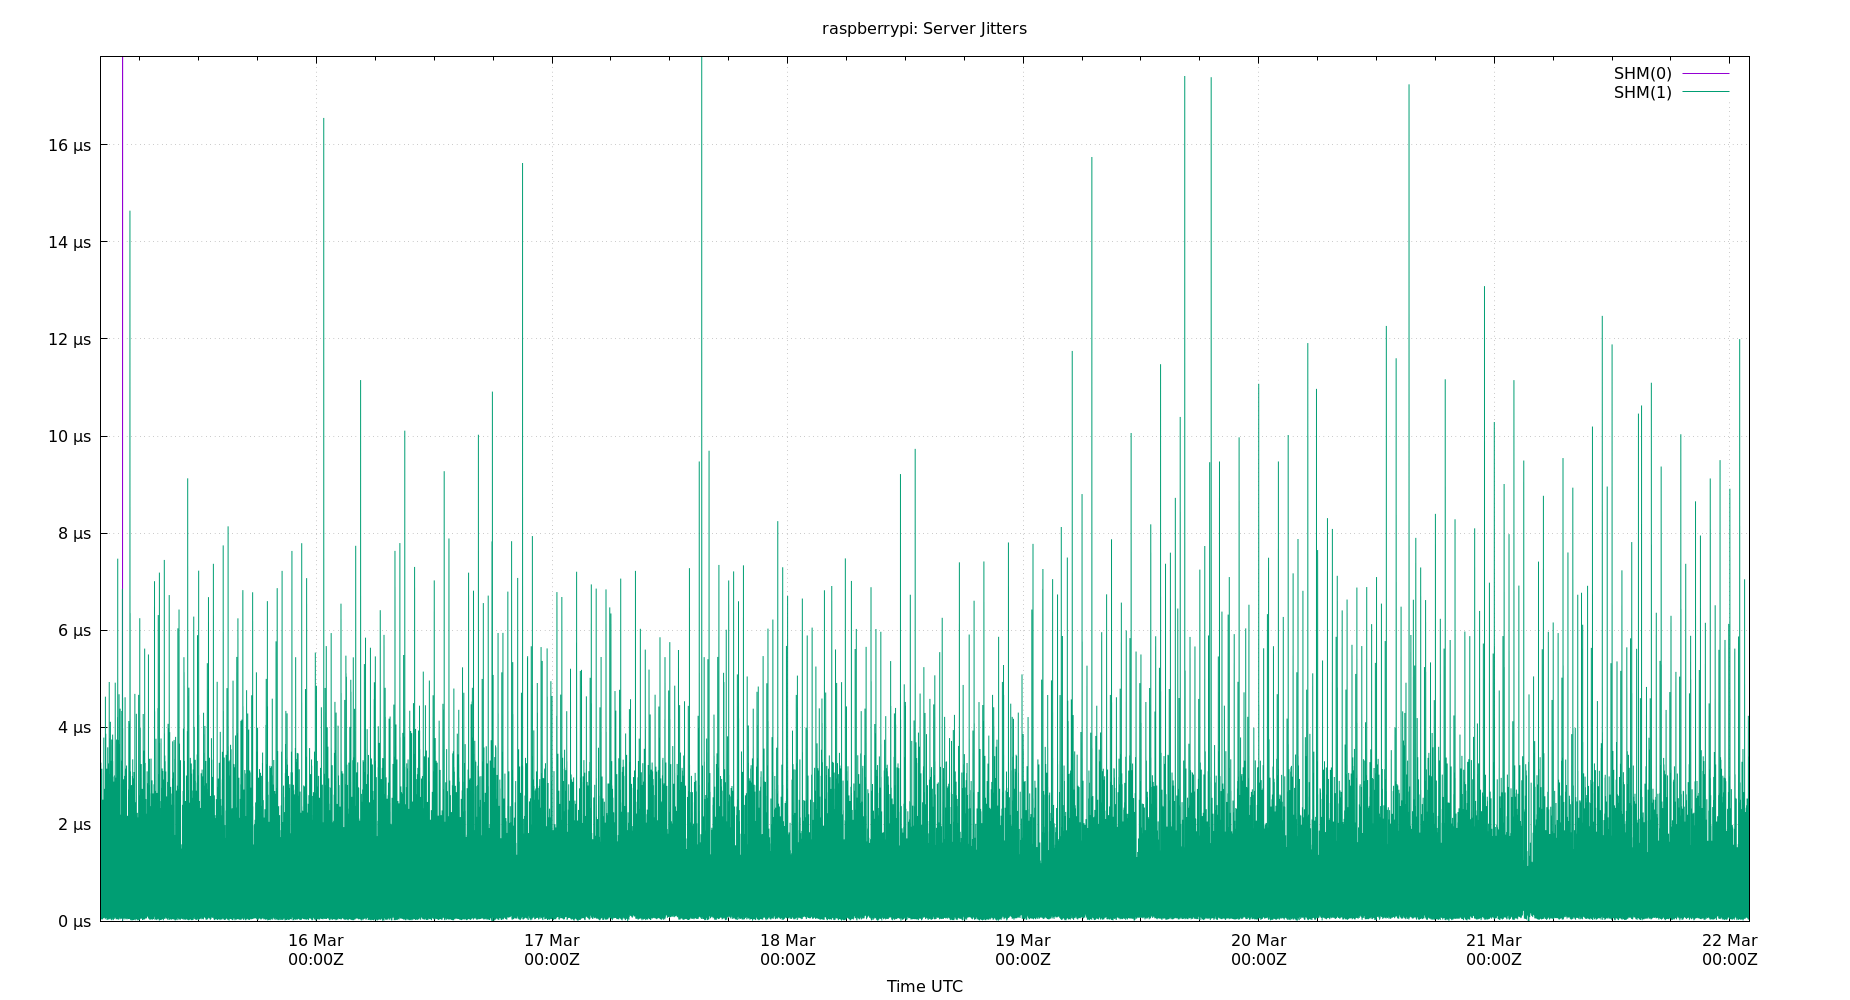 raspberrypi: Server Jitters
SHM(0)
SHM(1)
16 µs
14 µs
12 µs
10 µs
8 µs
6 µs
4 µs
2 µs
0 µs
16 Mar 17 Mar 18 Mar 19 Mar 20 Mar 21 Mar 22 Mar
00:00Z 00:00Z 00:00Z 00:00Z 00:00Z 00:00Z 00:00Z
Time UTC